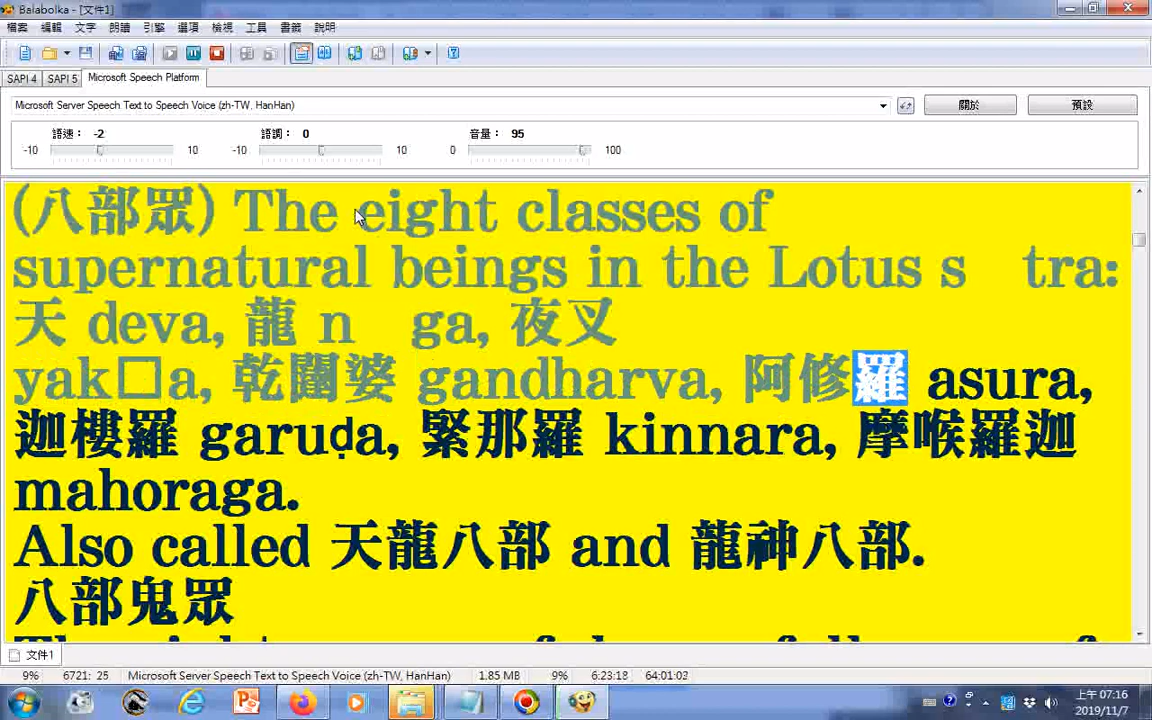 Balabolka - [文件1]
檔案 編輯 文字 朗讀 引擎 選項 檢視 工具 書籤 說明
SAPI 4 SAPI 5 Microsoft Speech Platform
Microsoft Server Speech Text to Speech Voice (zh-TW, HanHan) 關於 預設
語速： -2 語調： 0 音量： 95
-10 10 -10 10 0 100
(八部眾) The eight classes of
supernatural beings in the Lotus s tra:
天 deva, 龍 n ga, 夜叉
yak□a, 乾闥婆 gandharva, 阿修羅 asura,
迦樓羅 garuḍa, 緊那羅 kinnara, 摩喉羅迦
mahoraga.
Also called 天龍八部 and 龍神八部.
八部鬼眾
文件1
9% 6721: 25 Microsoft Server Speech Text to Speech Voice (zh-TW, HanHan) 1.85 MB 9% 6:23:18 64:01:02
上午 07:16
2019/11/7